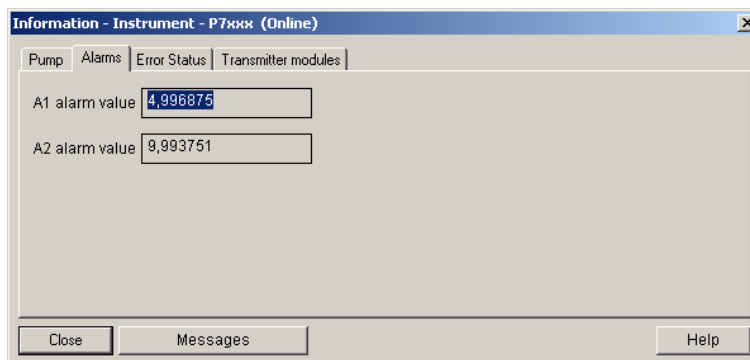 Information - Instrument - P7xxx (Online)
Pump Alarms Error Status Transmitter modules
A1 alarm value 4,996875
A2 alarm value 9,993751
Close Messages Help